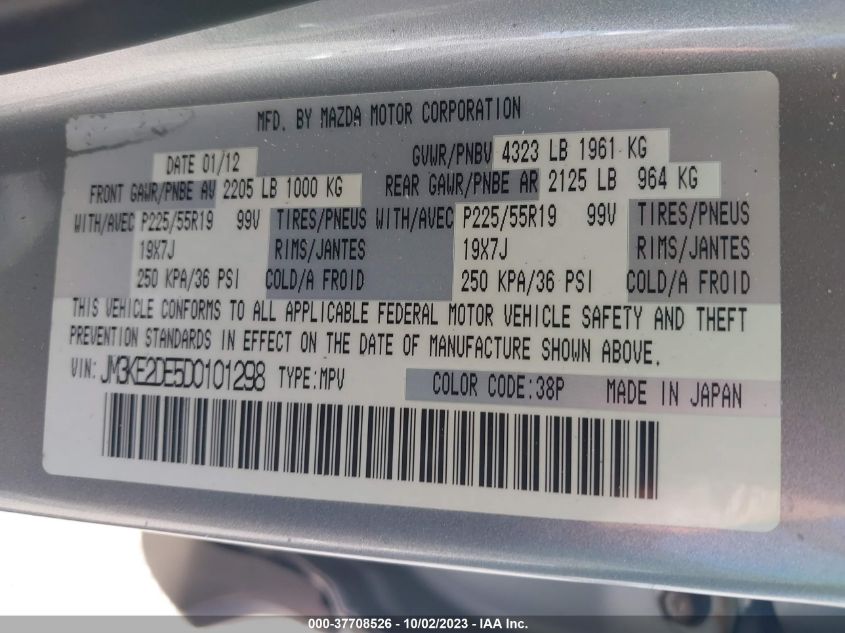 MFD. BY MAZDA MOTOR CORPORATION
DATE 01/12 GVWR/PNBV 4323 LB 1961 KG
FRONT GAWR/PNBE AV 2205 LB 1000 KG REAR GAWR/PNBE AR 2125 LB 964 KG
WITH/AVEC P225/55R19 99V TIRES/PNEUS WITH/AVEC P225/55R19 99V TIRES/PNEUS
19X7J RIMS/JANTES 19X7J RIMS/JANTES
250 KPA/36 PSI COLD/A FROID 250 KPA/36 PSI COLD/A FROID
THIS VEHICLE CONFORMS TO ALL APPLICABLE FEDERAL MOTOR VEHICLE SAFETY AND THEFT
PREVENTION STANDARDS IN EFFECT ON THE DATE OF MANUFACTURE SHOWN ABOVE.
VIN: JM3KE2DE5D0101298 TYPE:MPV COLOR CODE:38P MADE IN JAPAN
000-37708526 - 10/02/2023 - IAAI Inc.